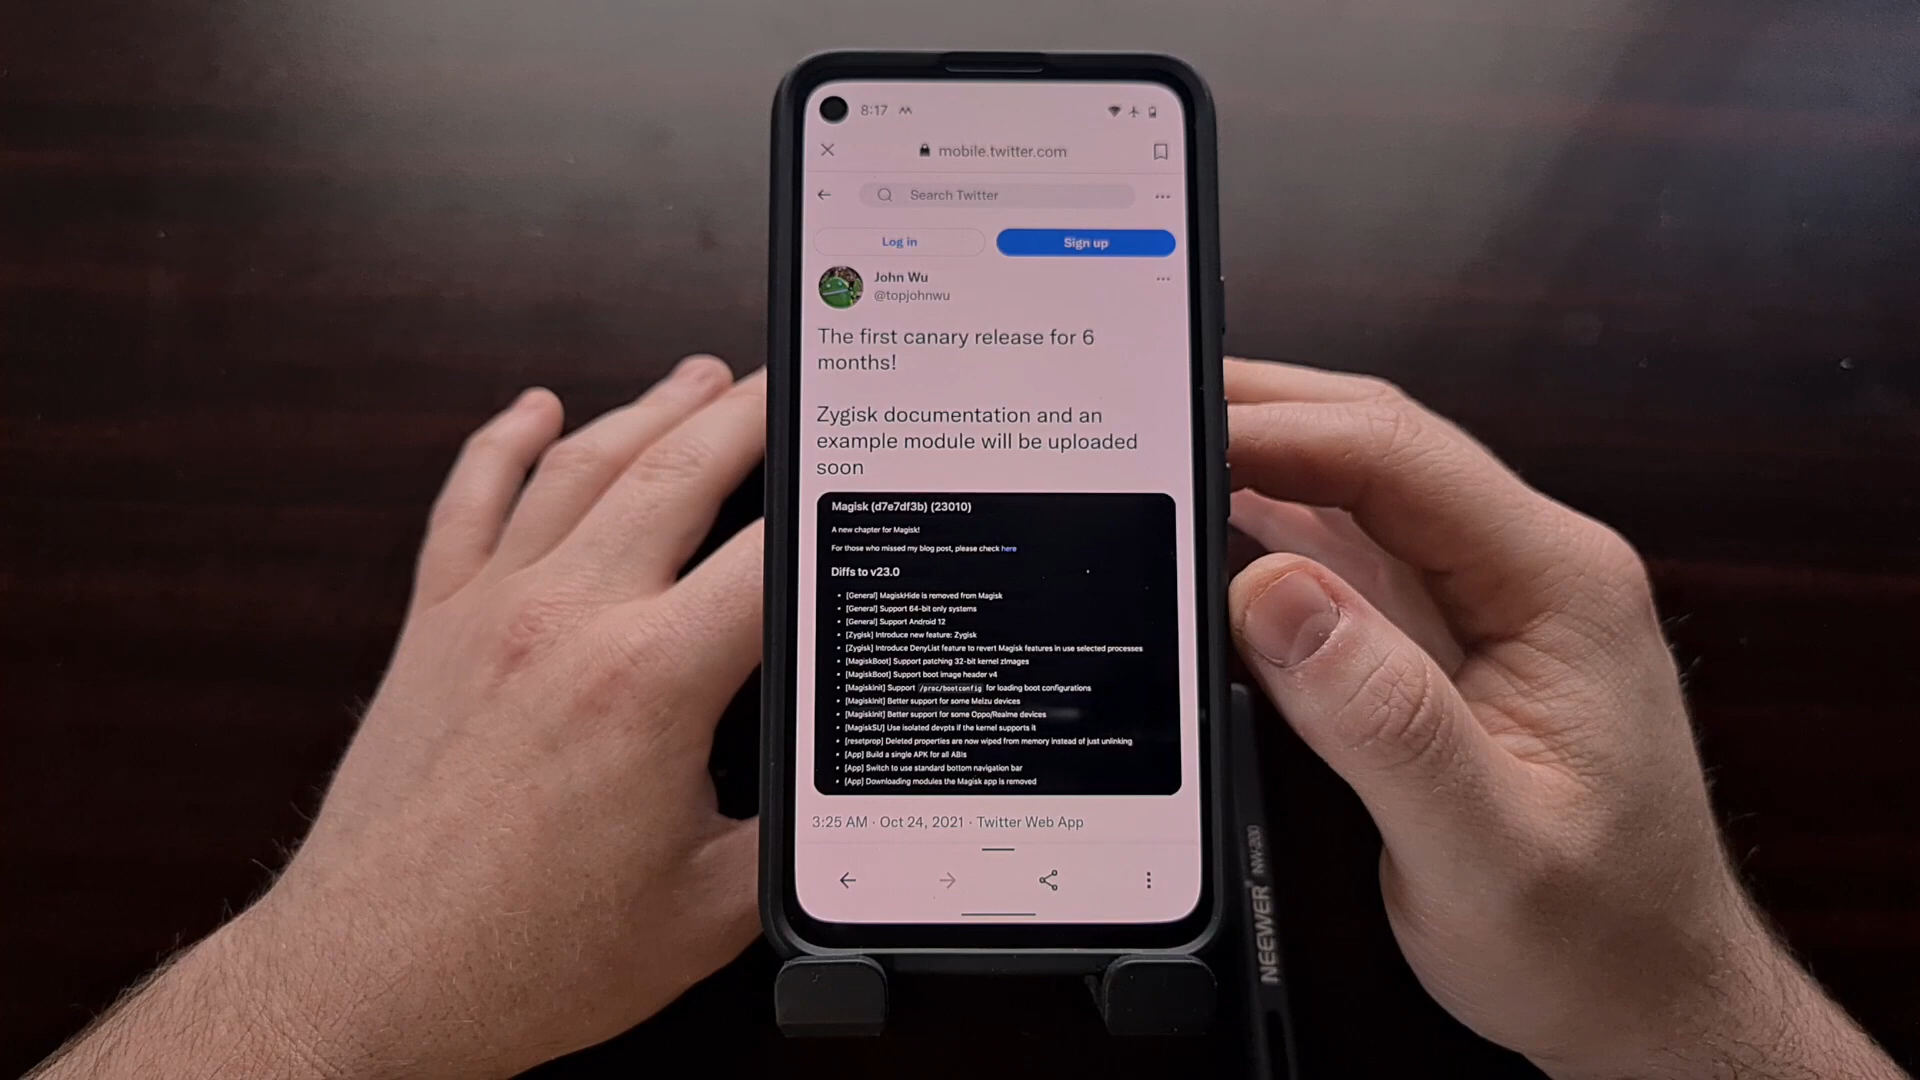 8:17
mobile.twitter.com
Search Twitter
Log in
Sign up
John Wu
@topjohnwu
The first canary release for 6
months!
Zygisk documentation and an
example module will be uploaded
soon
Magisk (d7e7df3b) (23010)
A new chapter for Magisk!
For those who missed my blog post, please check here
Diffs to v23.0
• [General] MagiskHide is removed from Magisk
• [General] Support 64-bit only systems
• [General] Support Android 12
• [Zygisk] Introduce new feature: Zygisk
• [Zygisk] Introduce DenyList feature to revert Magisk features in use selected processes
• [MagiskBoot] Support patching 32-bit kernel zImages
• [MagiskBoot] Support boot image header v4
• [MagiskInit] Support /proc/bootconfig for loading boot configurations
• [MagiskInit] Better support for some Meizu devices
• [MagiskInit] Better support for some Oppo/Realme devices
• [MagiskSU] Use isolated devpts if the kernel supports it
• [resetprop] Deleted properties are now wiped from memory instead of just unlinking
• [App] Build a single APK for all ABIs
• [App] Switch to use standard bottom navigation bar
• [App] Downloading modules the Magisk app is removed
3:25 AM · Oct 24, 2021 · Twitter Web App
NEEWER NW-800